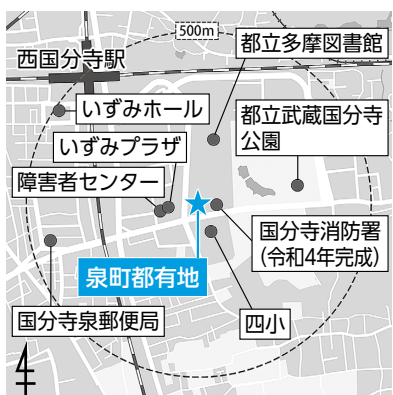 500m
西国分寺駅
都立多摩図書館
いずみホール
都立武蔵国分寺
公園
いずみプラザ
障害者センター
国分寺消防署
(令和4年完成)
泉町都有地
国分寺泉郵便局
四小